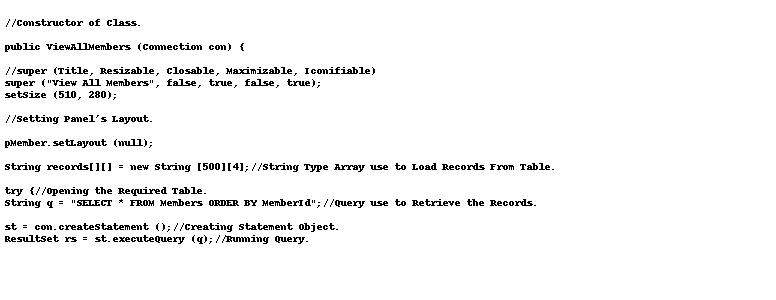 //Constructor of Class.
public ViewAllMembers (Connection con) {
//super (Title, Resizable, Closable, Maximizable, Iconifiable)
super ("View All Members", false, true, false, true);
setSize (510, 280);
//Setting Panel's Layout.
pMember.setLayout (null);
String records[][] = new String [500][4];//String Type Array use to Load Records From Table.
try {//Opening the Required Table.
String q = "SELECT * FROM Members ORDER BY MemberId";//Query use to Retrieve the Records.
st = con.createStatement ();//Creating Statement Object.
ResultSet rs = st.executeQuery (q);//Running Query.